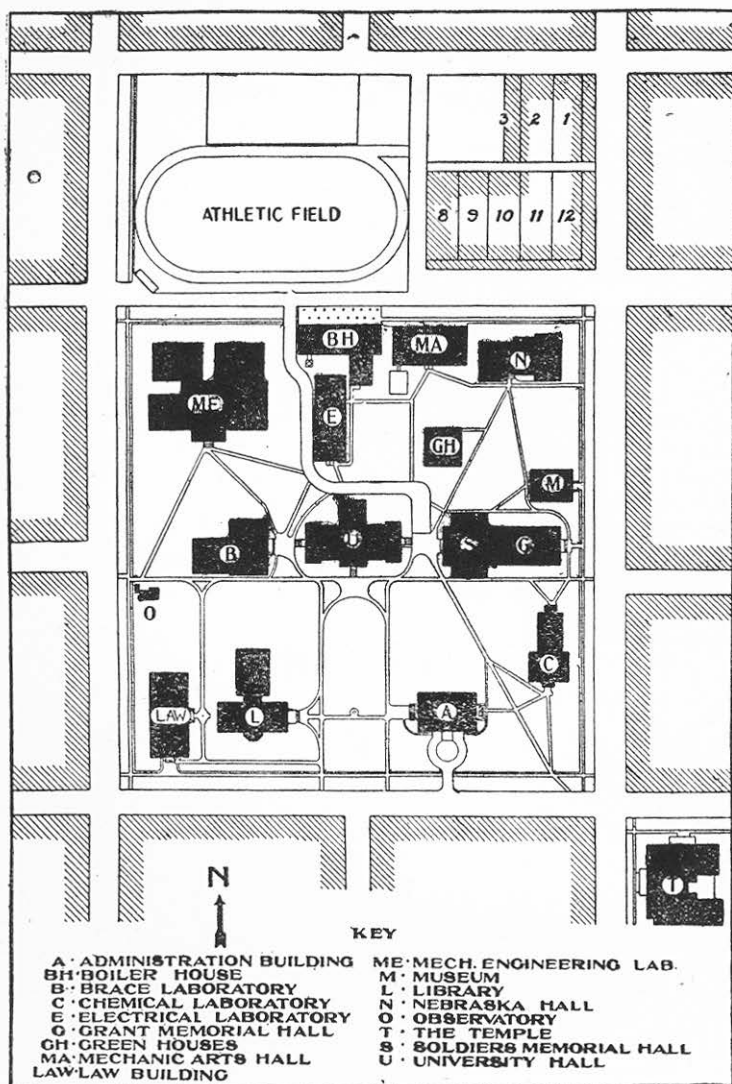 3 2 1
ATHLETIC FIELD
8 9 10 11 12
BH
MA
N
ME
E
GH
M
B
U
S
G
O
C
LAW
L
A
N
T
KEY
A · ADMINISTRATION BUILDING
BH · BOILER HOUSE
B · BRACE LABORATORY
C · CHEMICAL LABORATORY
E · ELECTRICAL LABORATORY
G · GRANT MEMORIAL HALL
GH · GREEN HOUSES
MA · MECHANIC ARTS HALL
LAW · LAW BUILDING
ME · MECH. ENGINEERING LAB.
M · MUSEUM
L · LIBRARY
N · NEBRASKA HALL
O · OBSERVATORY
T · THE TEMPLE
S · SOLDIERS MEMORIAL HALL
U · UNIVERSITY HALL